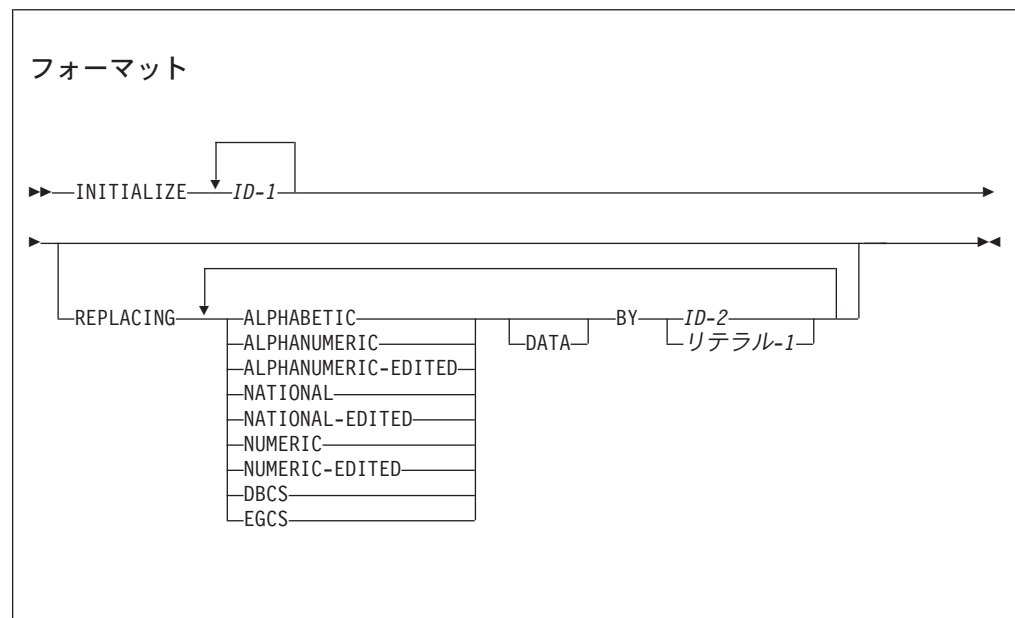 フォーマット
INITIALIZE ID-1
REPLACING ALPHABETIC DATA BY ID-2
ALPHANUMERIC リテラル-1
ALPHANUMERIC-EDITED
NATIONAL
NATIONAL-EDITED
NUMERIC
NUMERIC-EDITED
DBCS
EGCS